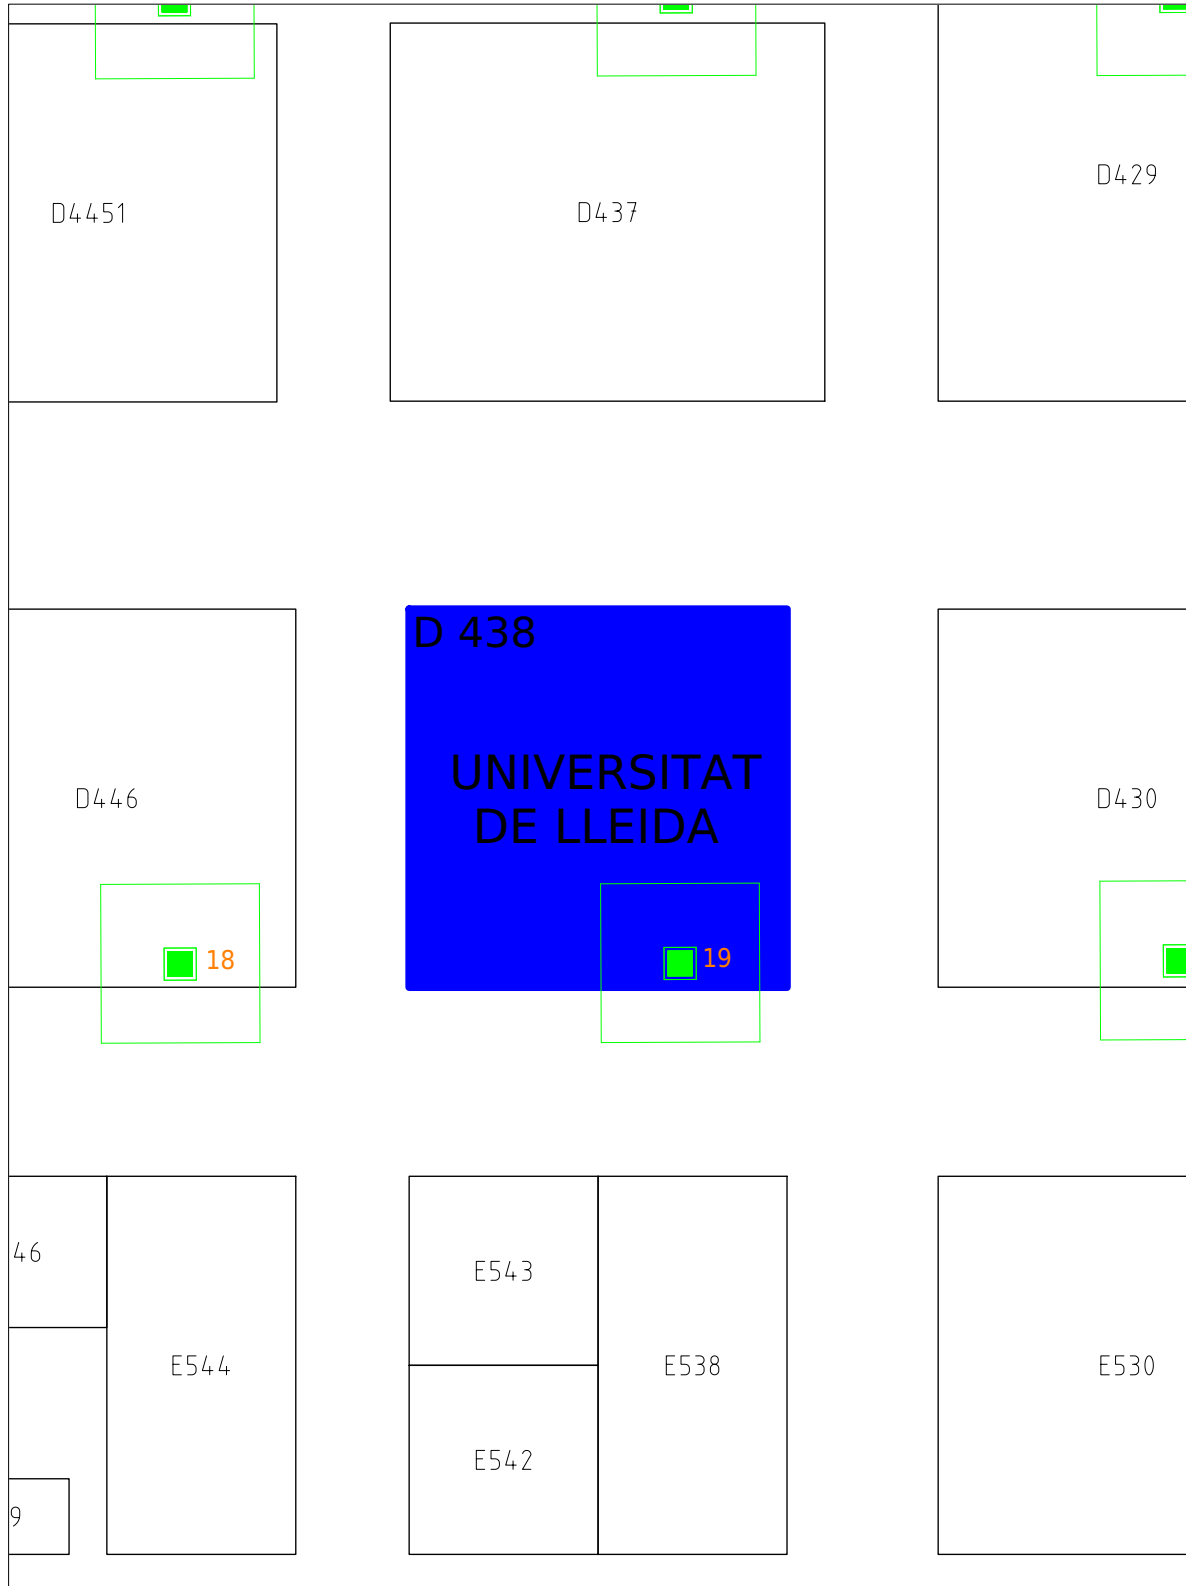 D429
D4451
D437
D 438
UNIVERSITAT
DE LLEIDA
D446
D430
18
19
46
E543
E544
E538
E530
E542
9